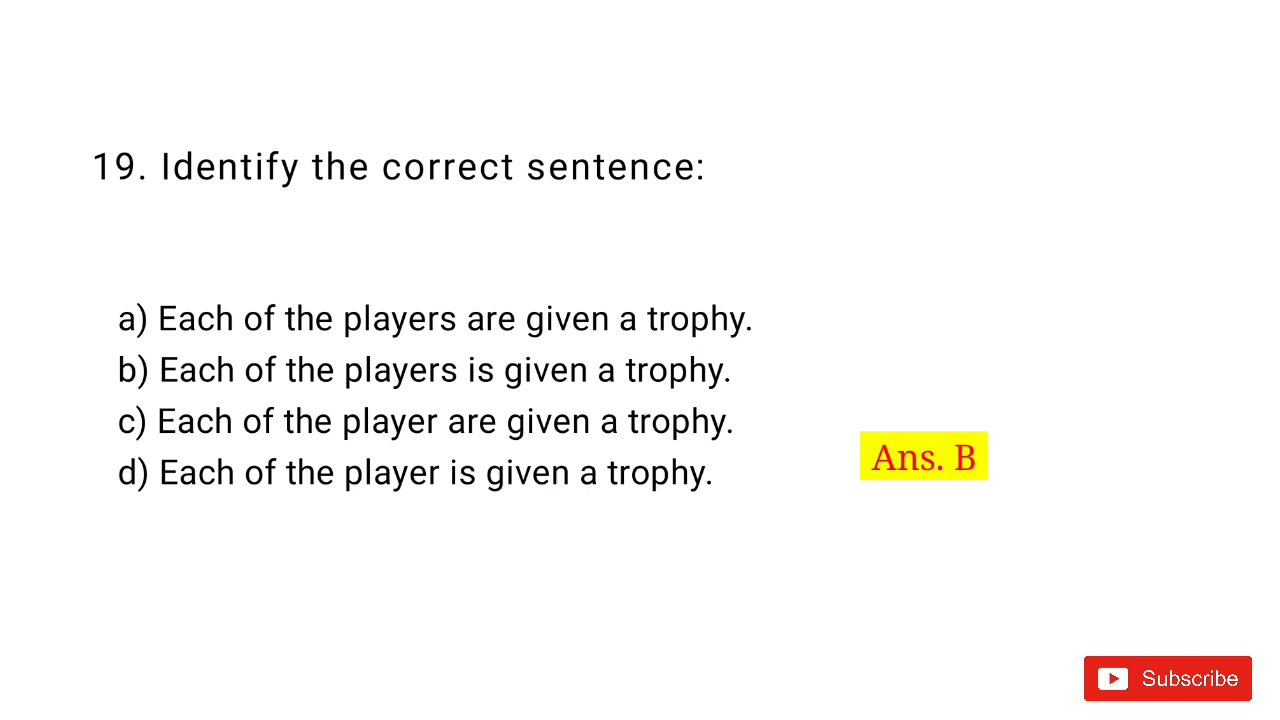 19. Identify the correct sentence:
a) Each of the players are given a trophy.
b) Each of the players is given a trophy.
c) Each of the player are given a trophy.
d) Each of the player is given a trophy.
Ans. B
Subscribe